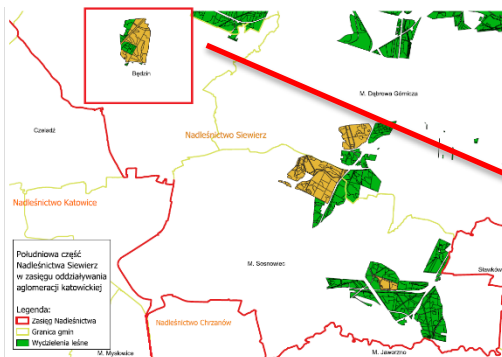 Będzin
M. Dąbrowa Górnicza
Czeladź
Nadleśnictwo Siewierz
Nadleśnictwo Katowice
Południowa część
Nadleśnictwa Siewierz
w zasięgu oddziaływania
aglomeracji katowickiej
Legenda:
Zasięg Nadleśnictwa
Granica gmin
Wydzielenia leśne
M. Sosnowiec
Sławków
Nadleśnictwo Chrzanów
M. Mysłowice
M. Jaworzno